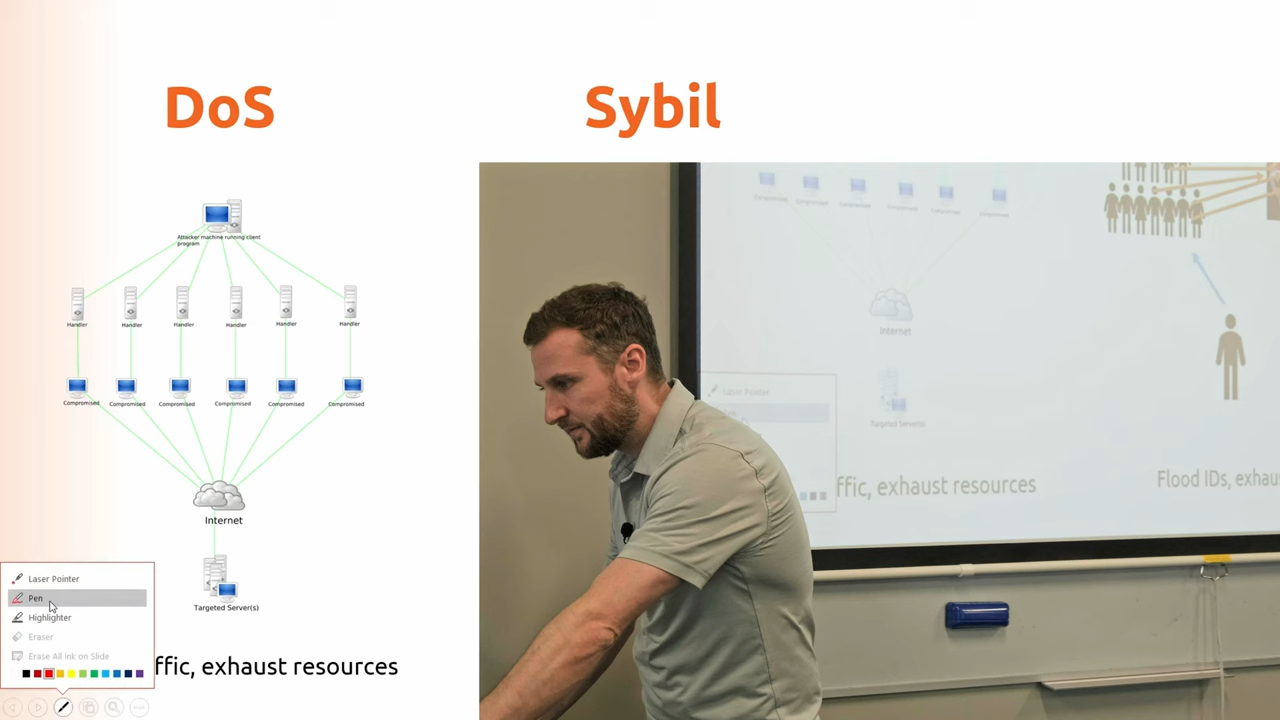 DoS
Sybil
Attacker machine running client
program
Handler
Handler
Handler
Handler
Handler
Handler
Compromised
Compromised
Compromised
Compromised
Compromised
Compromised
Internet
Targeted Server(s)
ffic, exhaust resources
Laser Pointer
Pen
Highlighter
Eraser
Erase All Ink on Slide
Compromised
Compromised
Compromised
Compromised
Compromised
Compromised
Internet
Laser Pointer
Targeted Server(s)
ffic, exhaust resources
Flood IDs, exhau